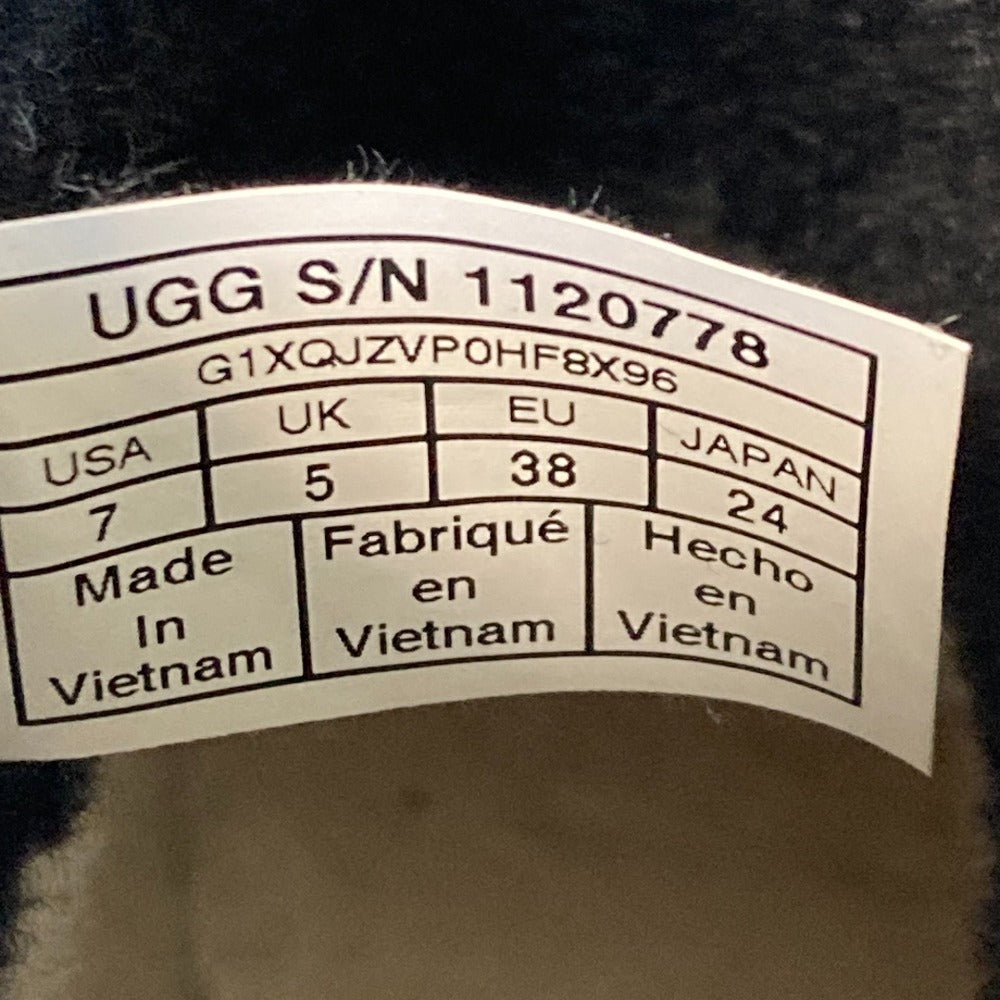 UGG S/N 1120778
G1XQJZVP0HF8X96
USA UK EU JAPAN
7 5 38 24
Made Fabriqué Hecho
In en en
Vietnam Vietnam Vietnam